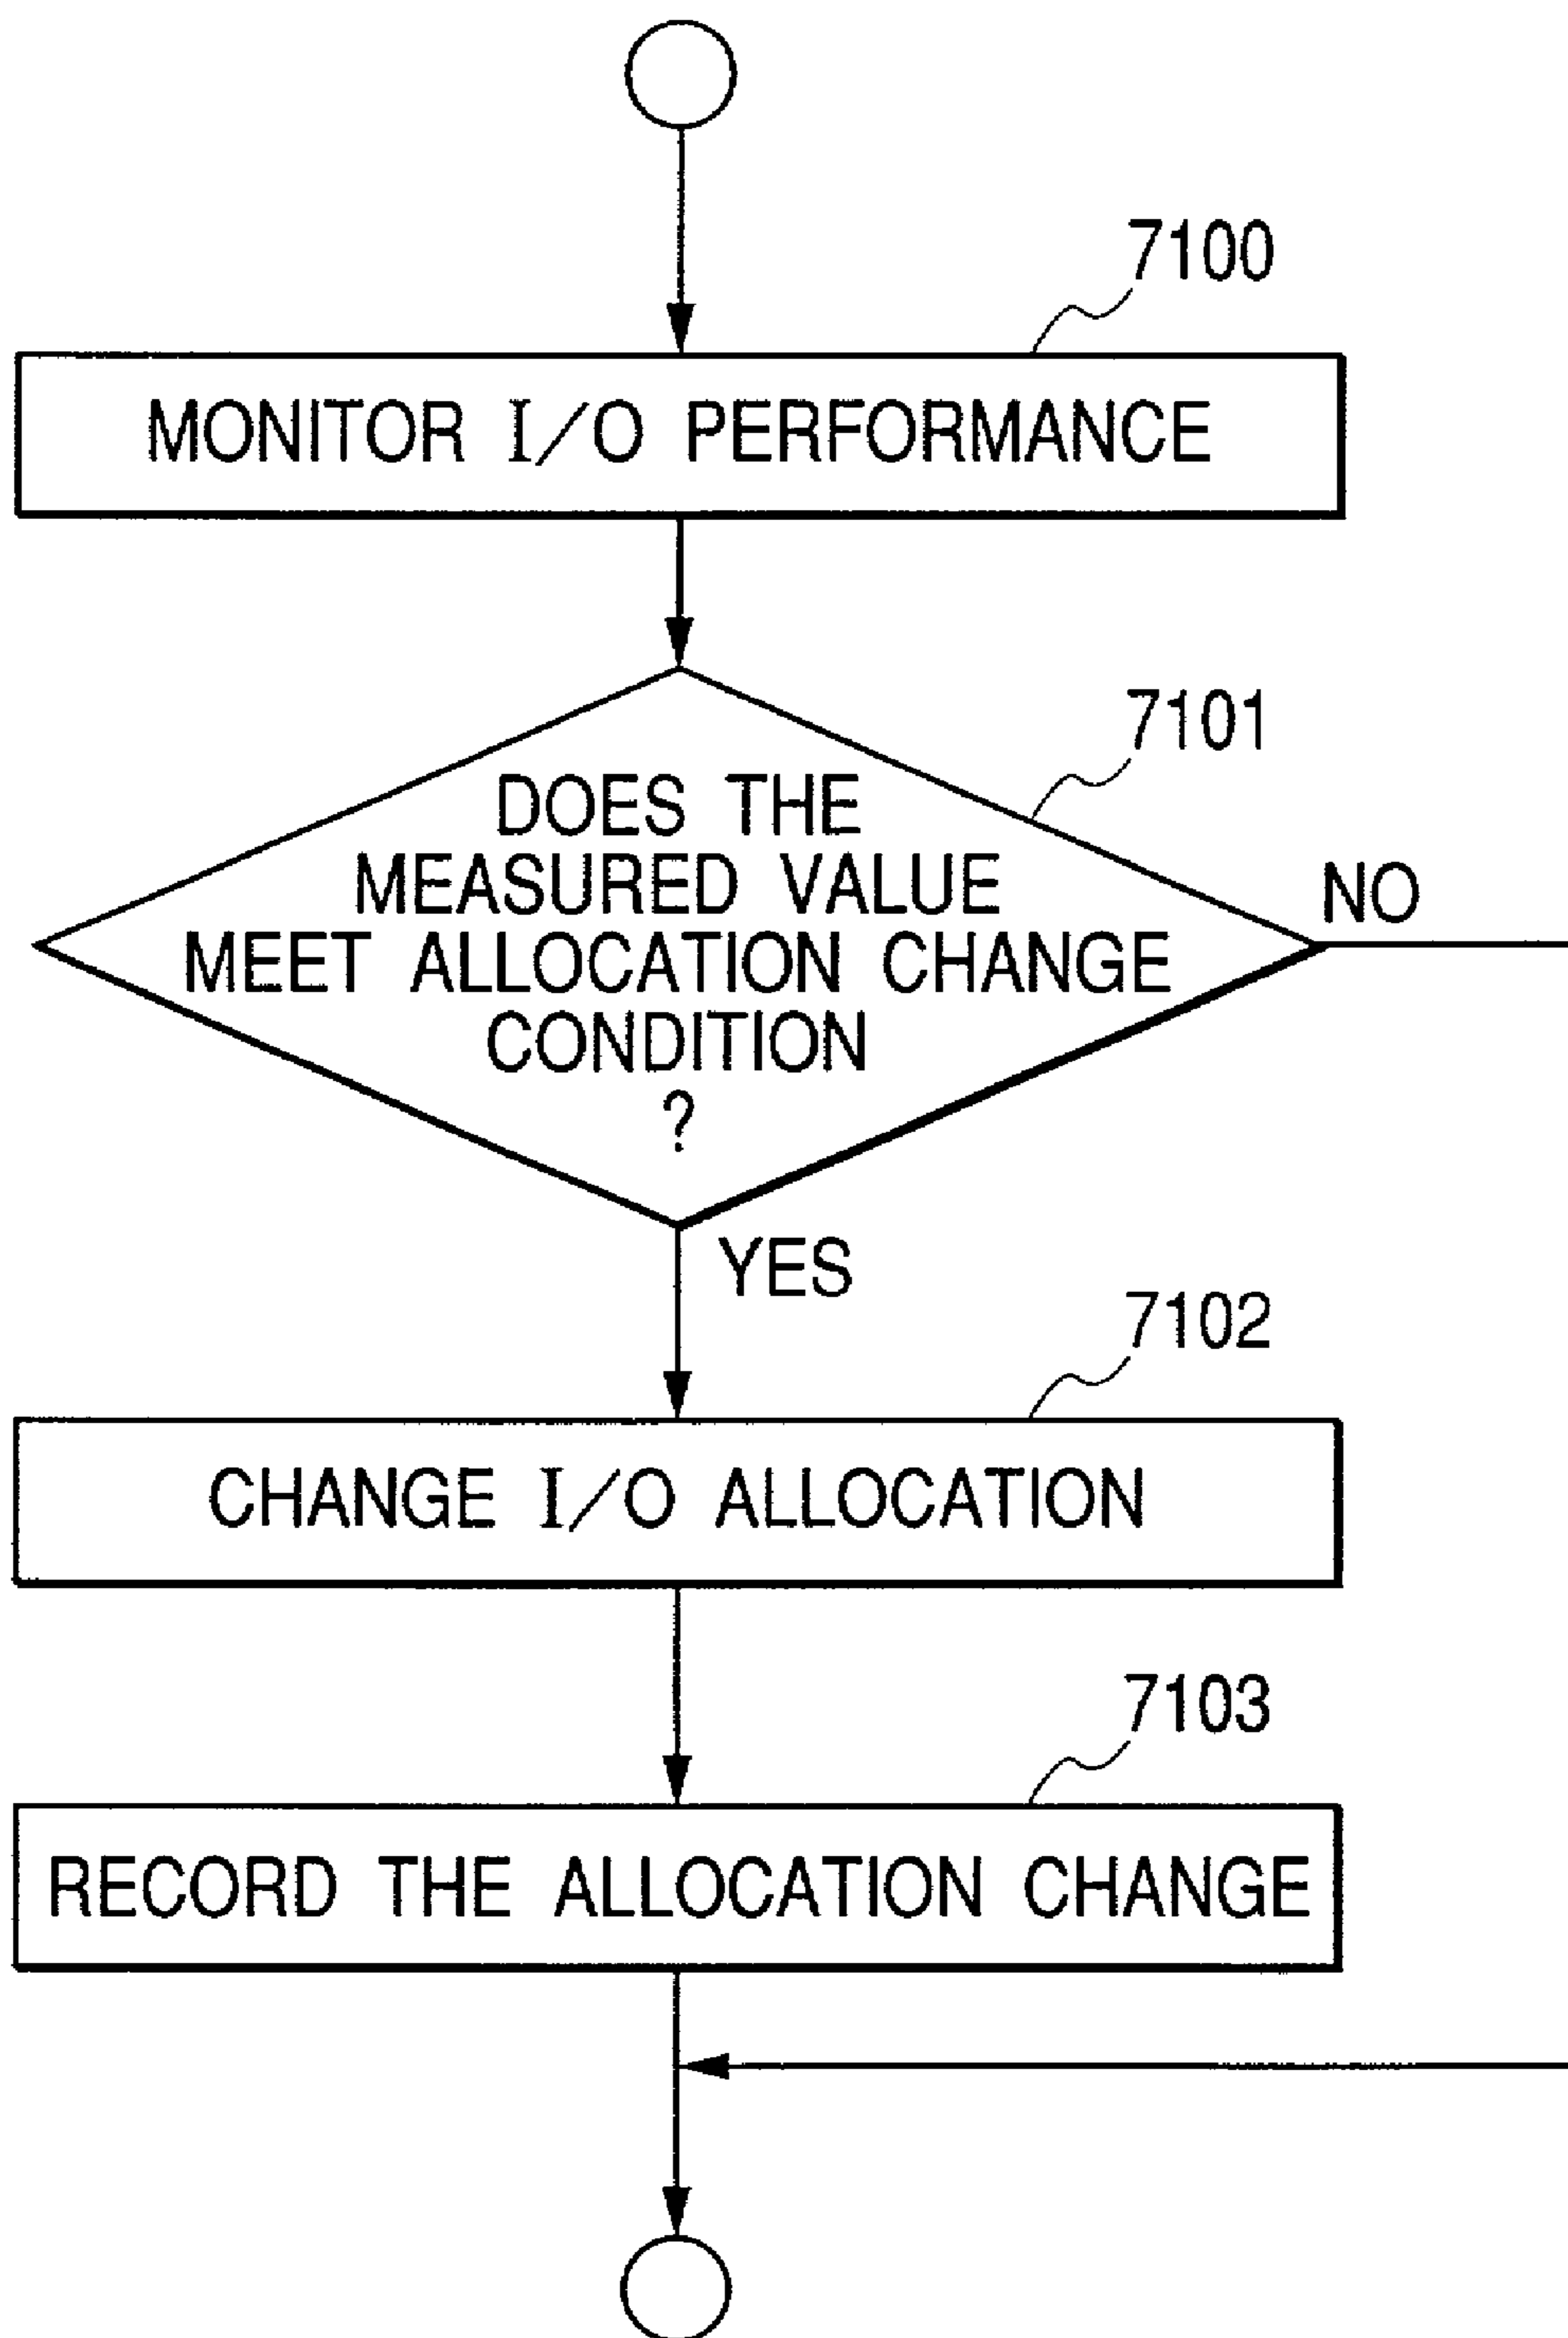 7100
MONITOR I/O PERFORMANCE
7101
DOES THE
MEASURED VALUE
MEET ALLOCATION CHANGE
CONDITION
?
NO
YES
7102
CHANGE I/O ALLOCATION
7103
RECORD THE ALLOCATION CHANGE